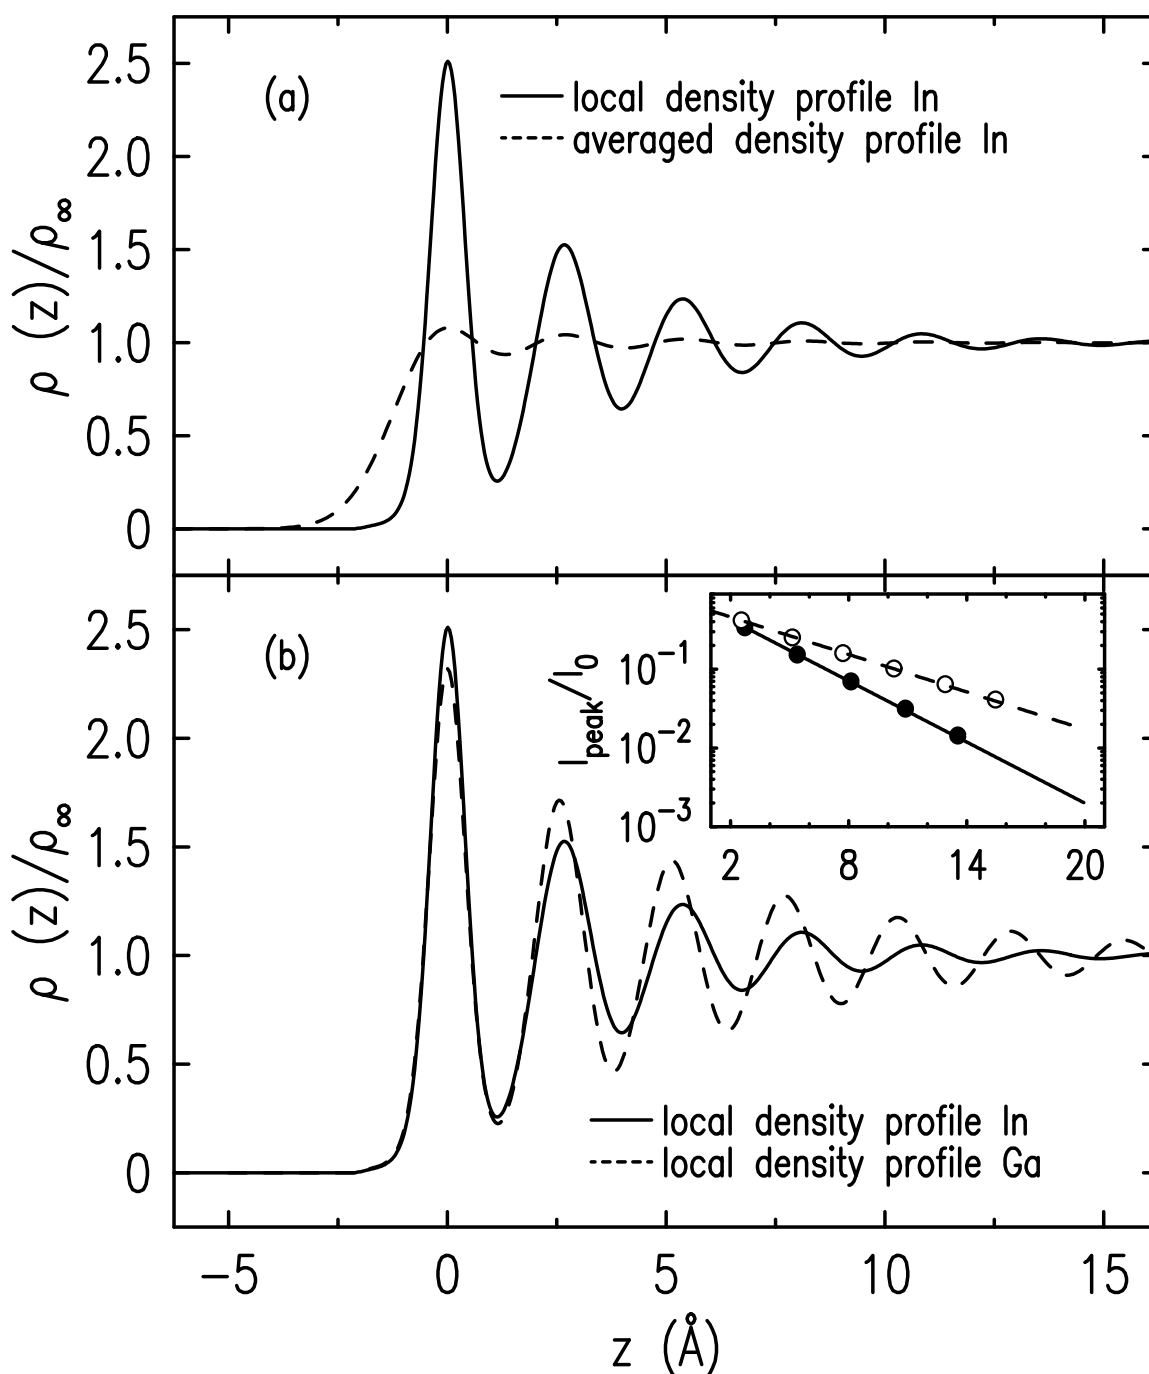 (a)
local density profile In
averaged density profile In
2.5
2.0
1.5
1.0
0.5
0
ρ (z)/ρ∞
(b)
2.5
2.0
1.5
1.0
0.5
0
ρ (z)/ρ∞
I_peak/I_0
10⁻¹
10⁻²
10⁻³
2 8 14 20
local density profile In
local density profile Ga
−5 0 5 10 15
z (Å)